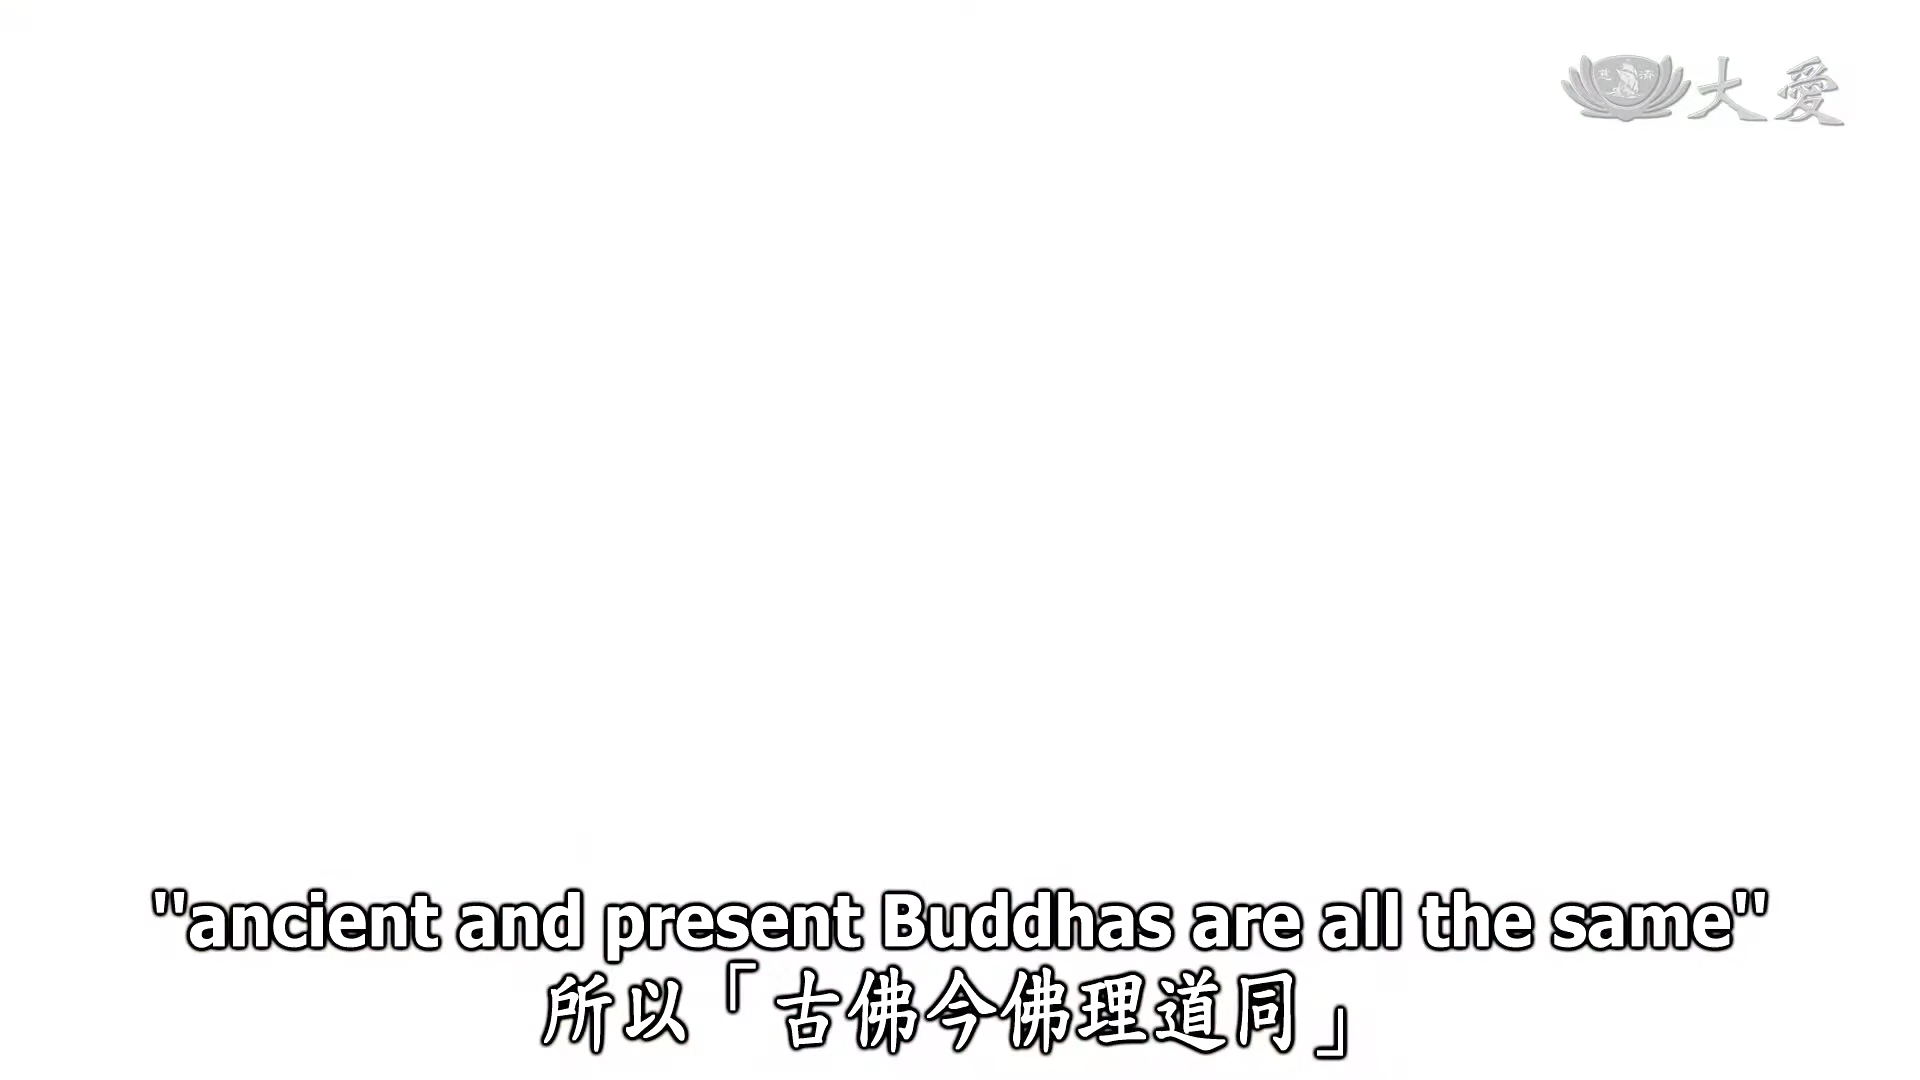 大愛
"ancient and present Buddhas are all the same"
所以「古佛今佛理道同」